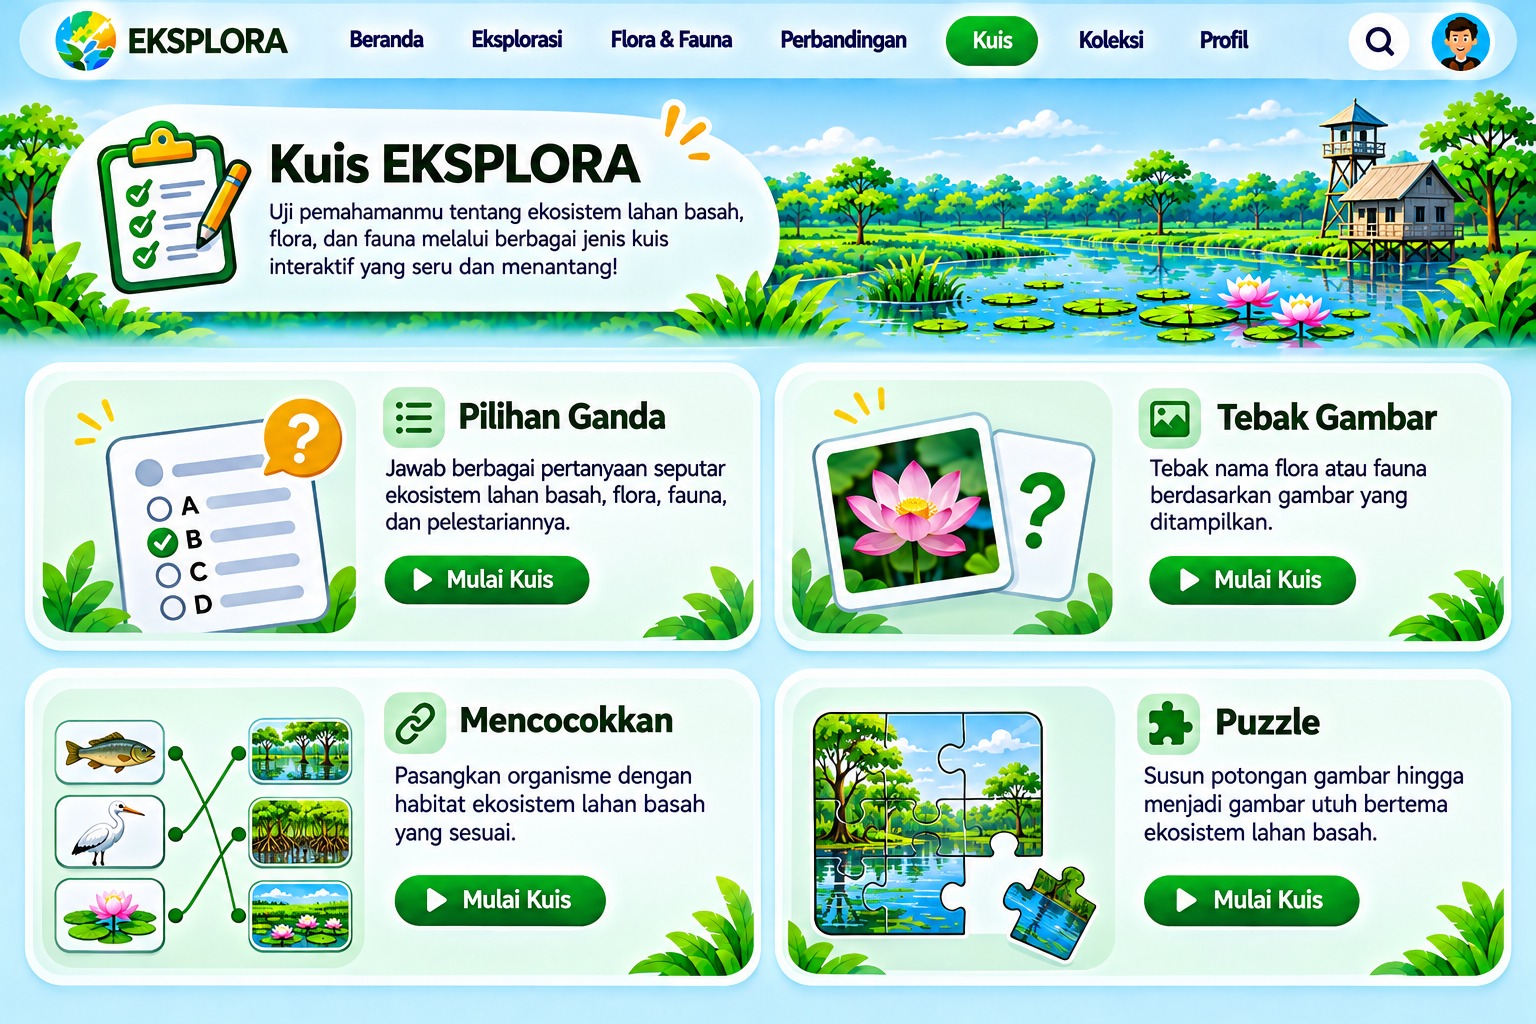 EKSPLORA
Beranda
Eksplorasi
Flora & Fauna
Perbandingan
Kuis
Koleksi
Profil
Kuis EKSPLORA
Uji pemahamanmu tentang ekosistem lahan basah,
flora, dan fauna melalui berbagai jenis kuis
interaktif yang seru dan menantang!
?
A
B
C
D
Pilihan Ganda
Jawab berbagai pertanyaan seputar
ekosistem lahan basah, flora, fauna,
dan pelestariannya.
Mulai Kuis
?
Tebak Gambar
Tebak nama flora atau fauna
berdasarkan gambar yang
ditampilkan.
Mulai Kuis
Mencocokkan
Pasangkan organisme dengan
habitat ekosistem lahan basah
yang sesuai.
Mulai Kuis
Puzzle
Susun potongan gambar hingga
menjadi gambar utuh bertema
ekosistem lahan basah.
Mulai Kuis